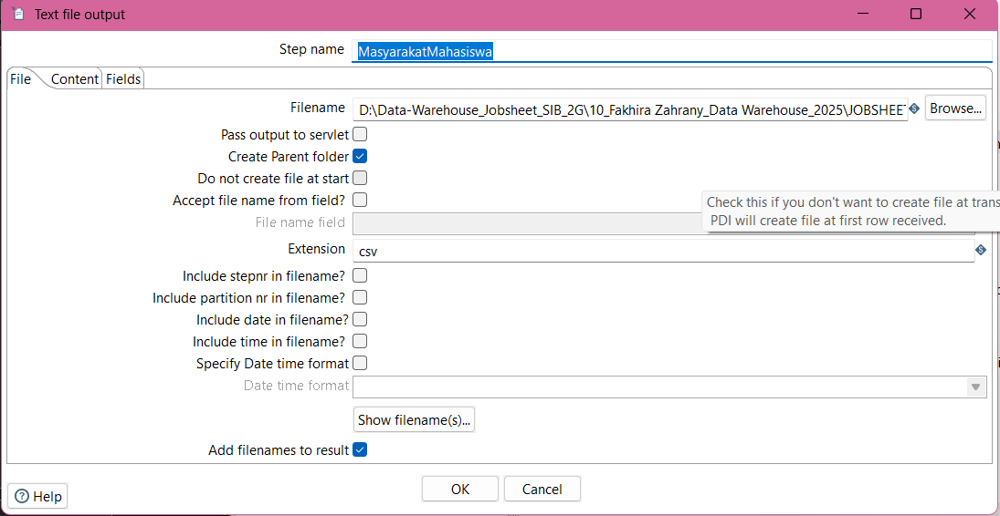 Text file output
Step name MasyarakatMahasiswa
File Content Fields
Filename D:\Data-Warehouse_Jobsheet_SIB_2G\10_Fakhira Zahrany_Data Warehouse_2025\JOBSHEET Browse...
Pass output to servlet
Create Parent folder
Do not create file at start
Accept file name from field?
Check this if you don't want to create file at trans
File name field
PDI will create file at first row received.
Extension csv
Include stepnr in filename?
Include partition nr in filename?
Include date in filename?
Include time in filename?
Specify Date time format
Date time format
Show filename(s)...
Add filenames to result
OK Cancel
Help